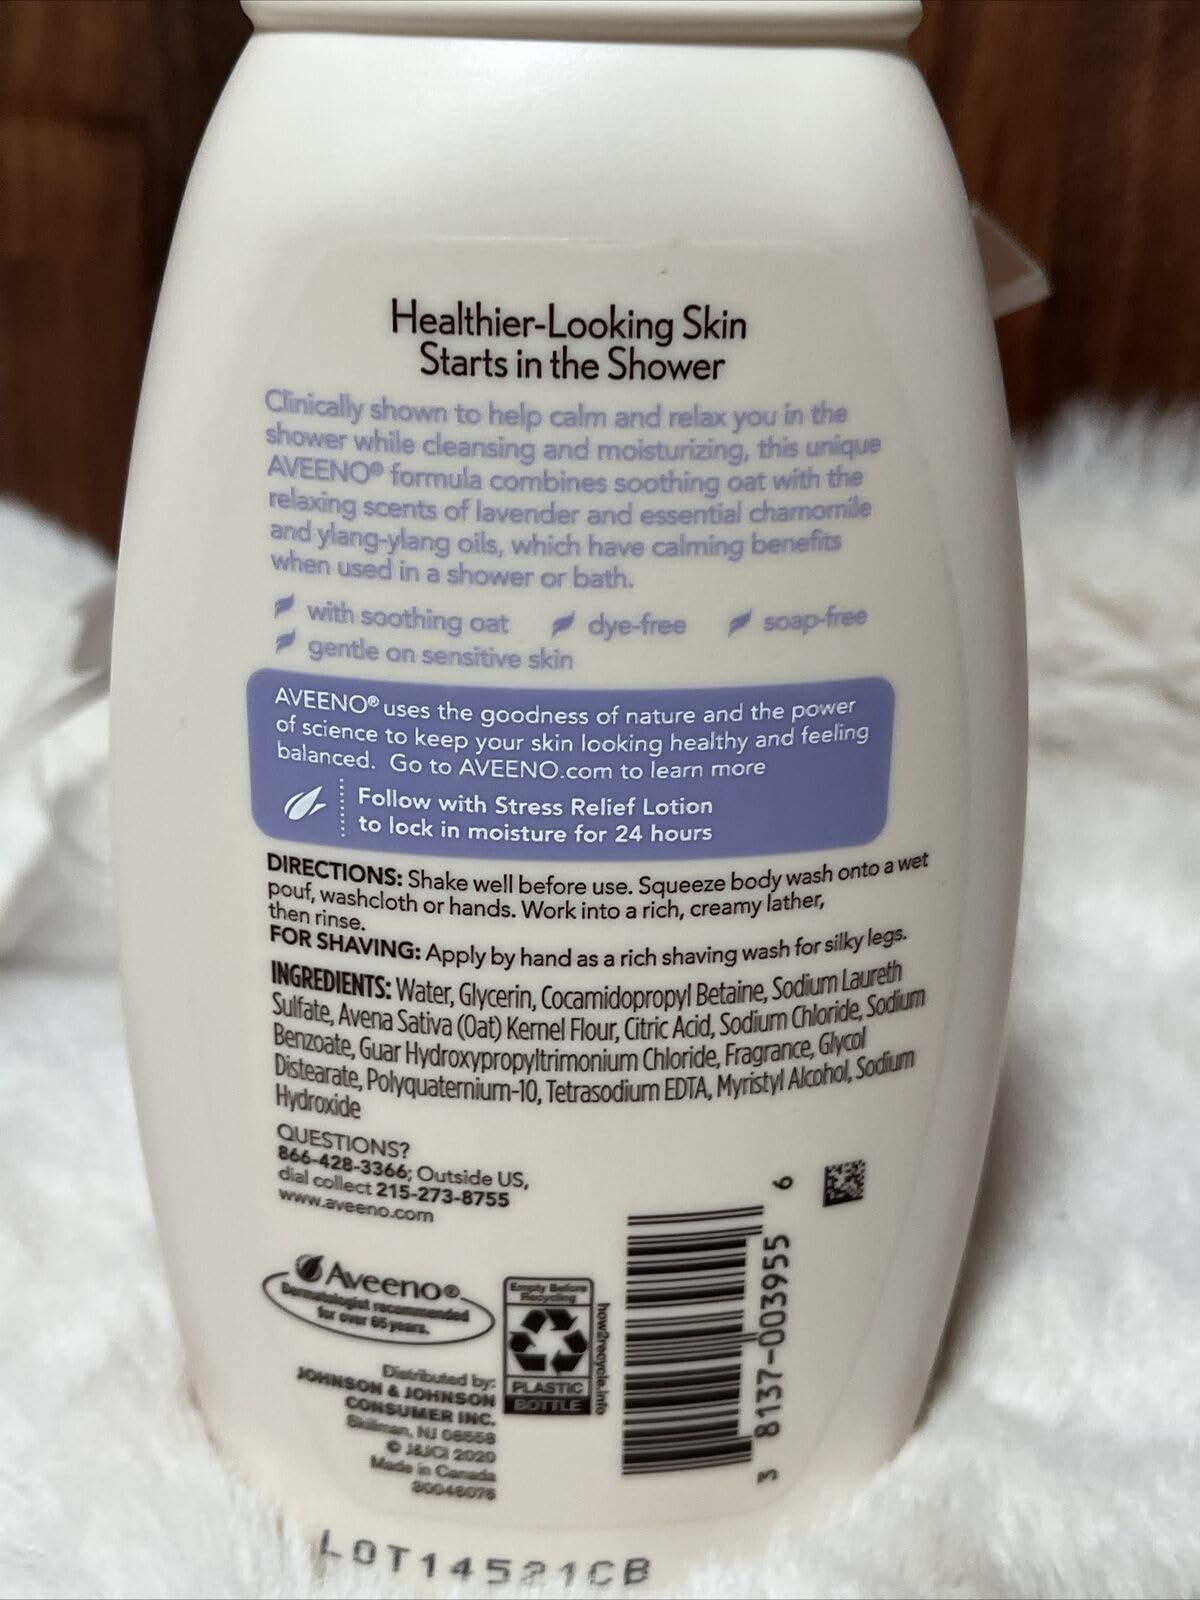 Healthier-Looking Skin
Starts in the Shower
Clinically shown to help calm and relax you in the
shower while cleansing and moisturizing, this unique
AVEENO® formula combines soothing oat with the
relaxing scents of lavender and essential chamomile
and ylang-ylang oils, which have calming benefits
when used in a shower or bath.
with soothing oat dye-free soap-free
gentle on sensitive skin
AVEENO® uses the goodness of nature and the power
of science to keep your skin looking healthy and feeling
balanced. Go to AVEENO.com to learn more
Follow with Stress Relief Lotion
to lock in moisture for 24 hours
DIRECTIONS: Shake well before use. Squeeze body wash onto a wet
pouf, washcloth or hands. Work into a rich, creamy lather,
then rinse.
FOR SHAVING: Apply by hand as a rich shaving wash for silky legs.
INGREDIENTS: Water, Glycerin, Cocamidopropyl Betaine, Sodium Laureth
Sulfate, Avena Sativa (Oat) Kernel Flour, Citric Acid, Sodium Chloride, Sodium
Benzoate, Guar Hydroxypropyltrimonium Chloride, Fragrance, Glycol
Distearate, Polyquaternium-10, Tetrasodium EDTA, Myristyl Alcohol, Sodium
Hydroxide
QUESTIONS?
866-428-3366; Outside US,
dial collect 215-273-8755
www.aveeno.com
Aveeno®
Dermatologist recommended
for over 65 years.
Distributed by:
JOHNSON & JOHNSON
CONSUMER INC.
Skillman, NJ 08558
© J&JCI 2020
Made in Canada
30046076
Empty Before
Recycling
PLASTIC
BOTTLE
how2recycle.info
3 8137-003955 6
LOT14521CB